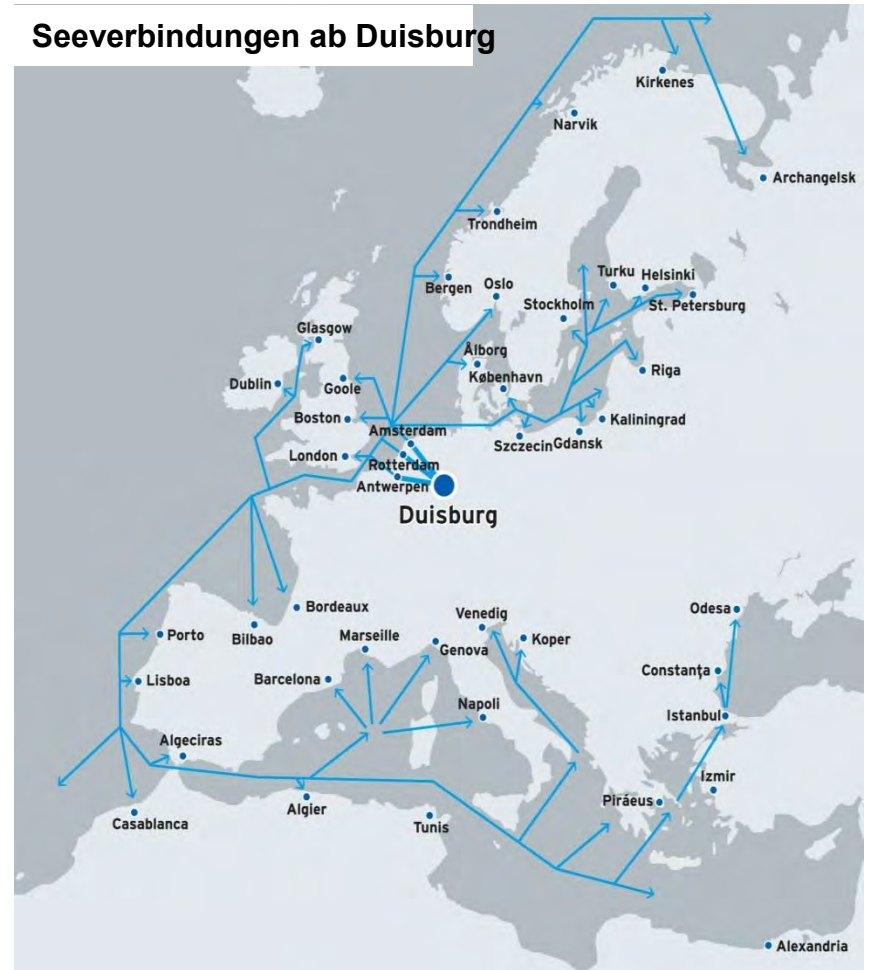 Seeverbindungen ab Duisburg
Kirkenes
Narvik
Archangelsk
Trondheim
Bergen
Oslo
Turku
Helsinki
Stockholm
St. Petersburg
Glasgow
Ålborg
København
Riga
Dublin
Goole
Boston
Kaliningrad
Amsterdam
Szczecin
Gdansk
London
Rotterdam
Antwerpen
Duisburg
Bordeaux
Venedig
Odesa
Porto
Bilbao
Marseille
Genova
Koper
Lisboa
Barcelona
Constanţa
Napoli
Istanbul
Algeciras
Izmir
Piráeus
Casablanca
Algier
Tunis
Alexandria